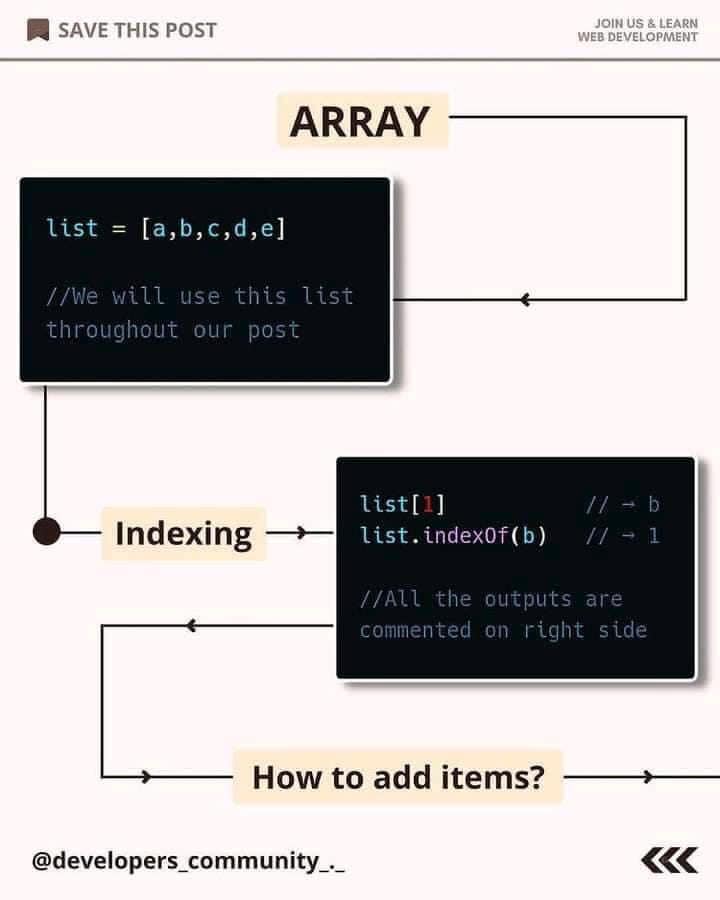 SAVE THIS POST
JOIN US & LEARN
WEB DEVELOPMENT
ARRAY
list = [a,b,c,d,e]
//We will use this list
throughout our post
Indexing
list[1] // → b
list.indexOf(b) // → 1
//All the outputs are
commented on right side
How to add items?
@developers_community_._